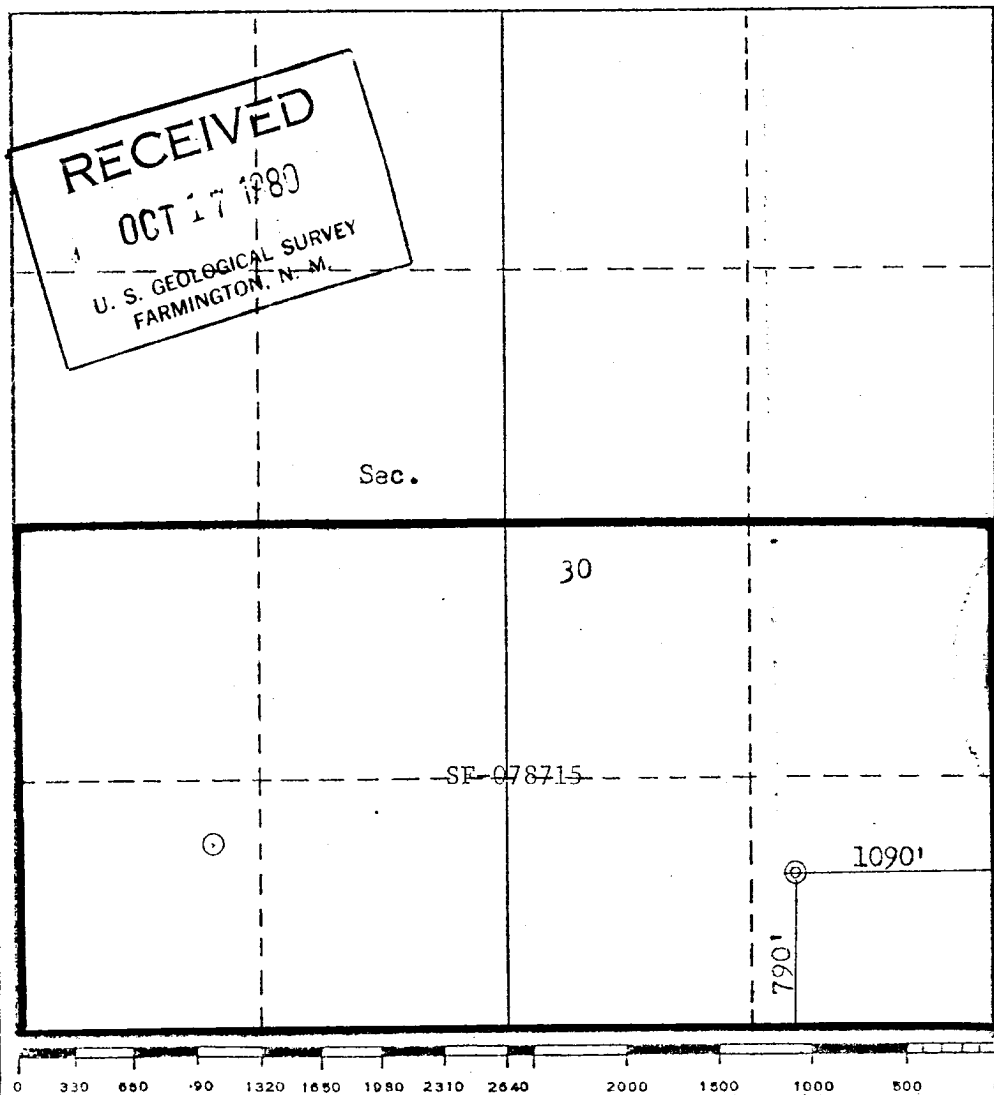 RECEIVED
OCT 17 1980
U. S. GEOLOGICAL SURVEY
FARMINGTON, N. M.
Sec.
30
SF-078715
1090'
790'
0 330 660 90 1320 1650 1980 2310 2640 2000 1500 1000 500